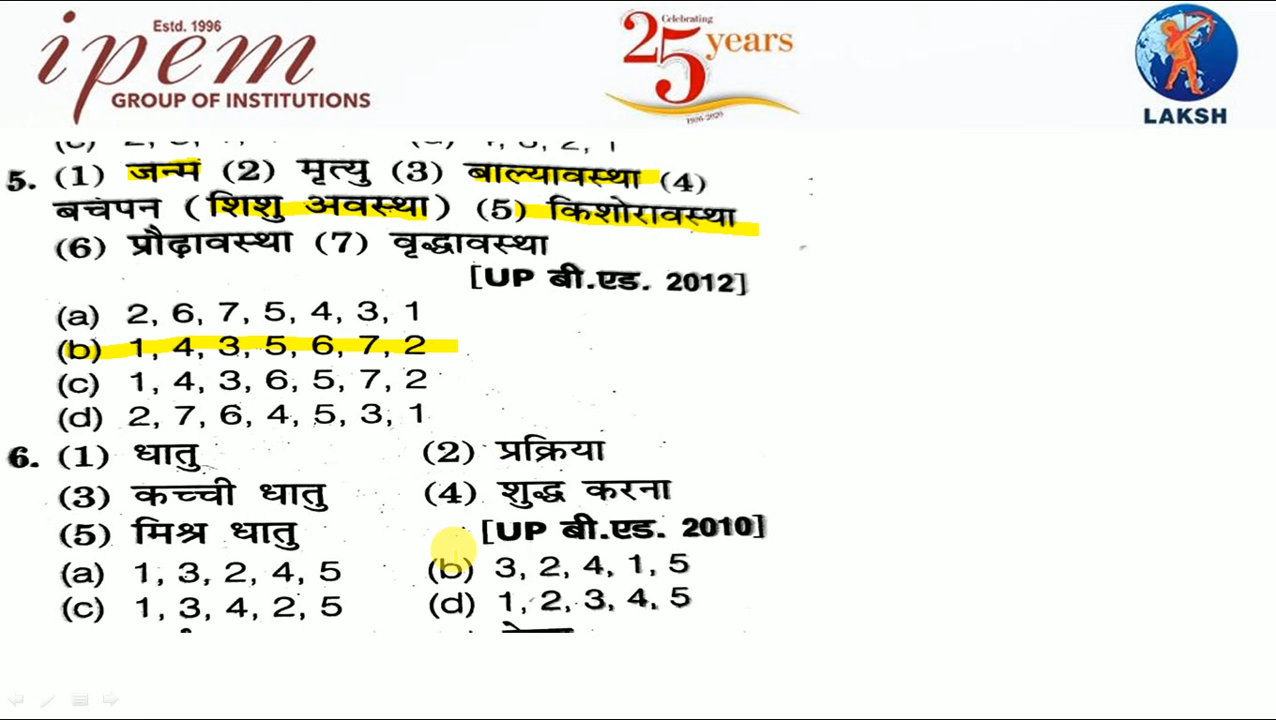 Estd. 1996
ipem
GROUP OF INSTITUTIONS
Celebrating
25 years
1996-2020
LAKSH
5. (1) जन्म (2) मृत्यु (3) बाल्यावस्था (4)
बचपन (शिशु अवस्था) (5) किशोरावस्था
(6) प्रौढ़ावस्था (7) वृद्धावस्था
[UP बी.एड. 2012]
(a) 2, 6, 7, 5, 4, 3, 1
(b) 1, 4, 3, 5, 6, 7, 2
(c) 1, 4, 3, 6, 5, 7, 2
(d) 2, 7, 6, 4, 5, 3, 1
6. (1) धातु (2) प्रक्रिया
(3) कच्ची धातु (4) शुद्ध करना
(5) मिश्र धातु [UP बी.एड. 2010]
(a) 1, 3, 2, 4, 5 (b) 3, 2, 4, 1, 5
(c) 1, 3, 4, 2, 5 (d) 1, 2, 3, 4, 5